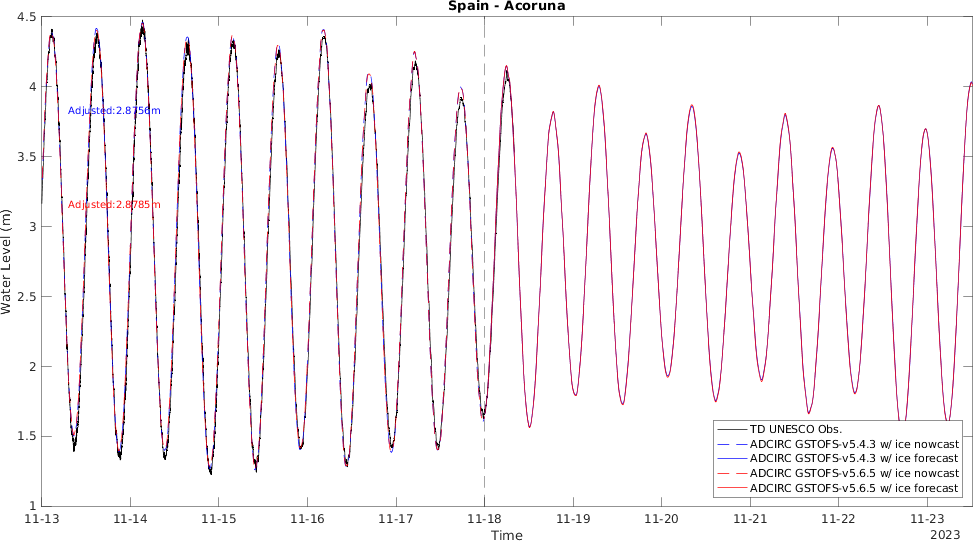 Spain - Acoruna
4.5
4
3.5
3
2.5
2
1.5
1
Water Level (m)
Adjusted:2.8756m
Adjusted:2.8785m
TD UNESCO Obs.
ADCIRC GSTOFS-v5.4.3 w/ ice nowcast
ADCIRC GSTOFS-v5.4.3 w/ ice forecast
ADCIRC GSTOFS-v5.6.5 w/ ice nowcast
ADCIRC GSTOFS-v5.6.5 w/ ice forecast
11-13 11-14 11-15 11-16 11-17 11-18 11-19 11-20 11-21 11-22 11-23
2023
Time